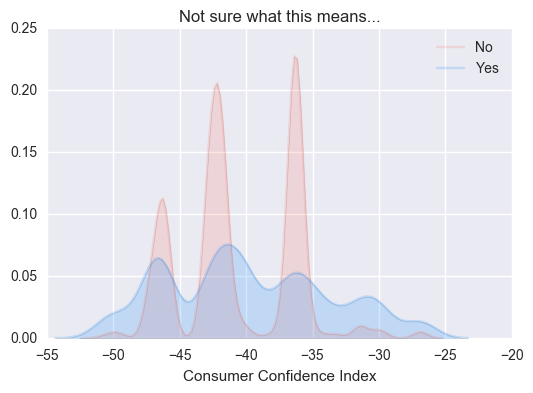 Not sure what this means...
0.25
No
Yes
0.20
0.15
0.10
0.05
0.00
−55 −50 −45 −40 −35 −30 −25 −20
Consumer Confidence Index